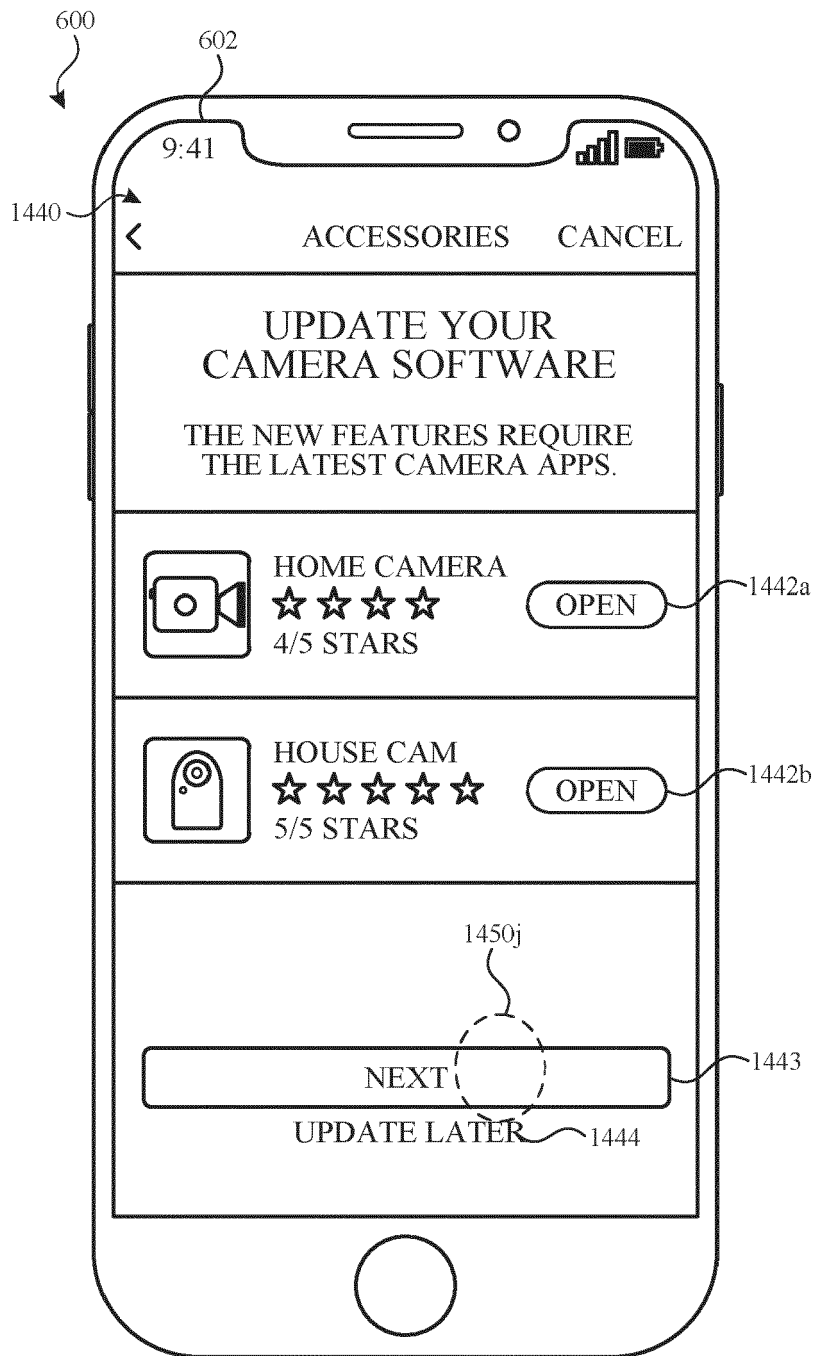 600
602
9:41
1440
ACCESSORIES CANCEL
UPDATE YOUR
CAMERA SOFTWARE
THE NEW FEATURES REQUIRE
THE LATEST CAMERA APPS.
HOME CAMERA
4/5 STARS
OPEN
1442a
HOUSE CAM
5/5 STARS
OPEN
1442b
1450j
NEXT
1443
UPDATE LATER
1444